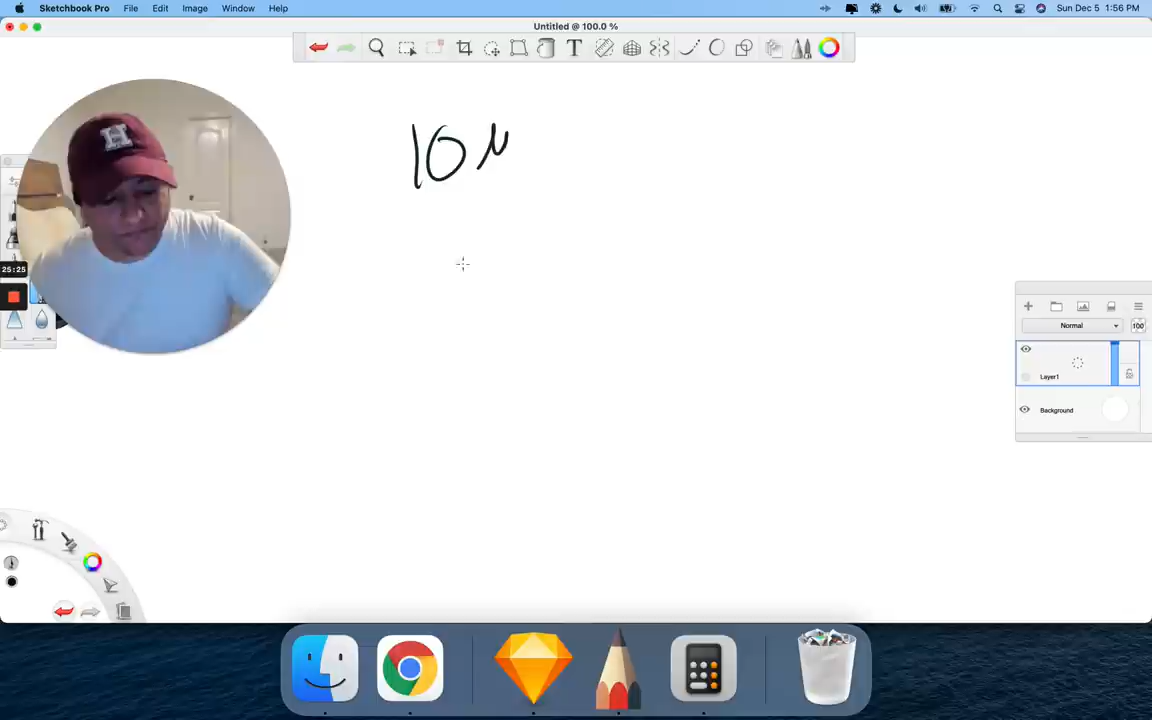 Sketchbook Pro File Edit Image Window Help Sun Dec 5 1:56 PM
Untitled @ 100.0 %
T
H
10
25:25
Normal 100
Layer1
Background